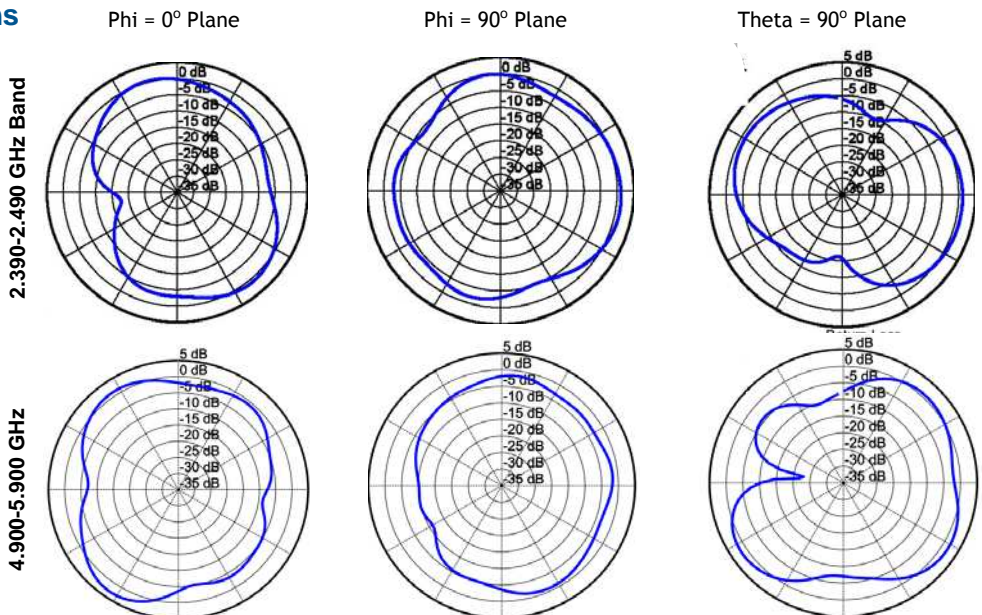 ns
Phi = 0° Plane
Phi = 90° Plane
Theta = 90° Plane
2.390-2.490 GHz Band
0 dB
-5 dB
-10 dB
-15 dB
-20 dB
-25 dB
-30 dB
-35 dB
0 dB
-5 dB
-10 dB
-15 dB
-20 dB
-25 dB
-30 dB
-35 dB
5 dB
0 dB
-5 dB
-10 dB
-15 dB
-20 dB
-25 dB
-30 dB
-35 dB
4.900-5.900 GHz
5 dB
0 dB
-5 dB
-10 dB
-15 dB
-20 dB
-25 dB
-30 dB
-35 dB
5 dB
0 dB
-5 dB
-10 dB
-15 dB
-20 dB
-25 dB
-30 dB
-35 dB
5 dB
0 dB
-5 dB
-10 dB
-15 dB
-20 dB
-25 dB
-30 dB
-35 dB